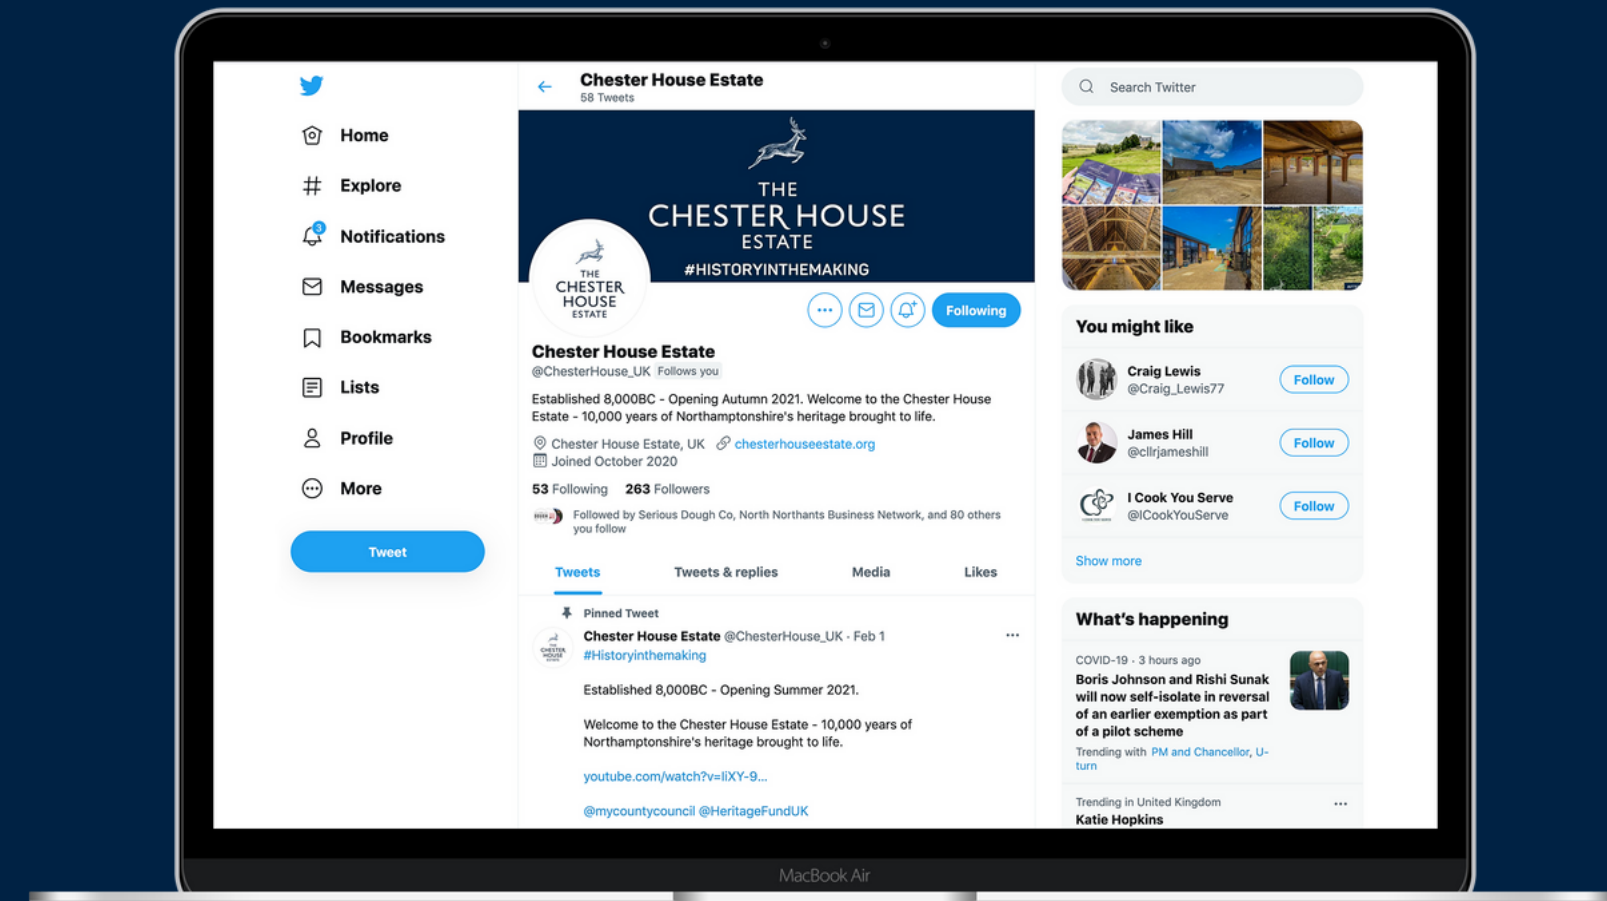 Home
Explore
3
Notifications
Messages
Bookmarks
Lists
Profile
More
Tweet
Chester House Estate
58 Tweets
THE
CHESTER HOUSE
ESTATE
#HISTORYINTHEMAKING
THE
CHESTER
HOUSE
ESTATE
Following
Chester House Estate
@ChesterHouse_UK Follows you
Established 8,000BC - Opening Autumn 2021. Welcome to the Chester House
Estate - 10,000 years of Northamptonshire's heritage brought to life.
Chester House Estate, UK chesterhouseestate.org
Joined October 2020
53 Following 263 Followers
Followed by Serious Dough Co, North Northants Business Network, and 80 others
you follow
Tweets Tweets & replies Media Likes
Pinned Tweet
Chester House Estate @ChesterHouse_UK · Feb 1
#Historyinthemaking
THE
CHESTER
HOUSE
ESTATE
Established 8,000BC - Opening Summer 2021.
Welcome to the Chester House Estate - 10,000 years of
Northamptonshire's heritage brought to life.
youtube.com/watch?v=IiXY-9...
@mycountycouncil @HeritageFundUK
Search Twitter
You might like
Craig Lewis
@Craig_Lewis77
Follow
James Hill
@cllrjameshill
Follow
I Cook You Serve
@ICookYouServe
Follow
Show more
What's happening
COVID-19 · 3 hours ago
Boris Johnson and Rishi Sunak
will now self-isolate in reversal
of an earlier exemption as part
of a pilot scheme
Trending with PM and Chancellor, U-
turn
Trending in United Kingdom
Katie Hopkins
MacBook Air